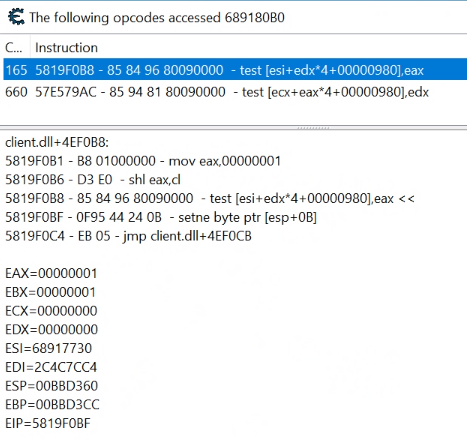 The following opcodes accessed 689180B0
C... Instruction
165 5819F0B8 - 85 84 96 80090000 - test [esi+edx*4+00000980],eax
660 57E579AC - 85 94 81 80090000 - test [ecx+eax*4+00000980],edx
client.dll+4EF0B8:
5819F0B1 - B8 01000000 - mov eax,00000001
5819F0B6 - D3 E0 - shl eax,cl
5819F0B8 - 85 84 96 80090000 - test [esi+edx*4+00000980],eax <<
5819F0BF - 0F95 44 24 0B - setne byte ptr [esp+0B]
5819F0C4 - EB 05 - jmp client.dll+4EF0CB
EAX=00000001
EBX=00000001
ECX=00000000
EDX=00000000
ESI=68917730
EDI=2C4C7CC4
ESP=00BBD360
EBP=00BBD3CC
EIP=5819F0BF